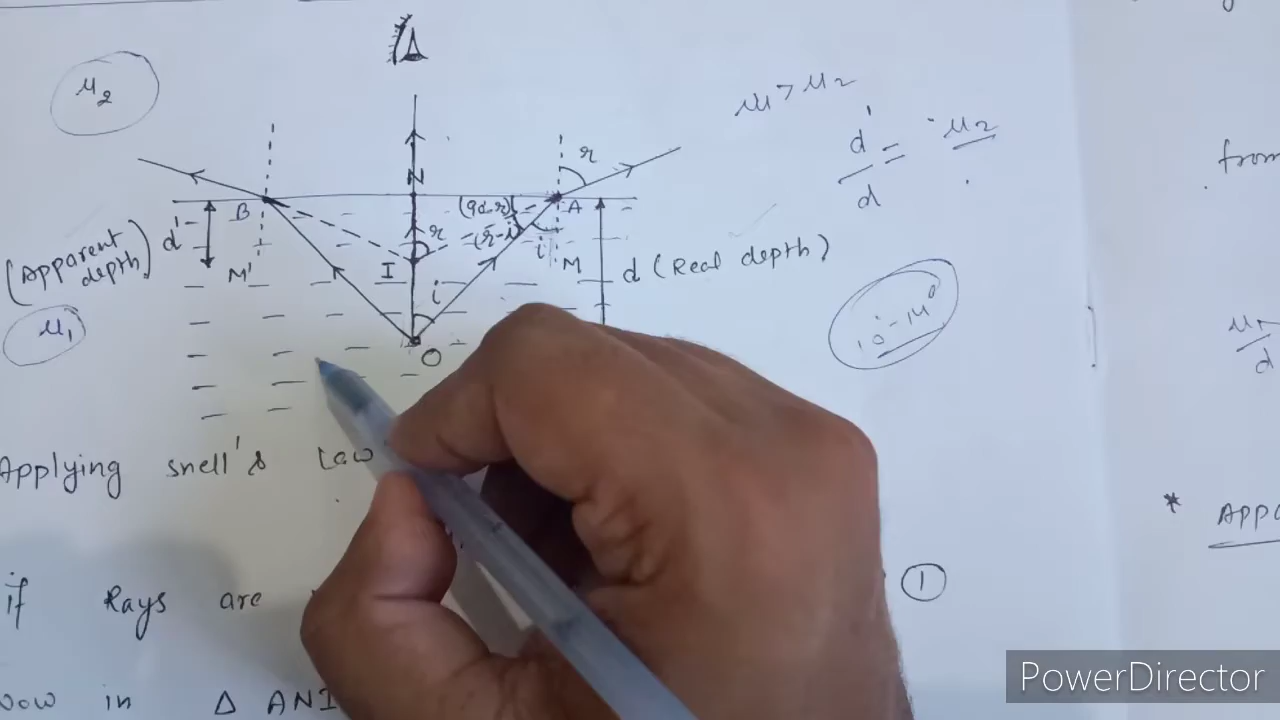 μ₂
μ₁ > μ₂
d'/d = μ₂
N
r
B
A
(90-r)
r
(r-i)
i
d'
(Apparent depth)
M'
I
M
d (Real depth)
i
μ₁
10°-14°
O
from
d
Applying snell's Law
if Rays are
①
* APPA
Now in Δ ANI
PowerDirector